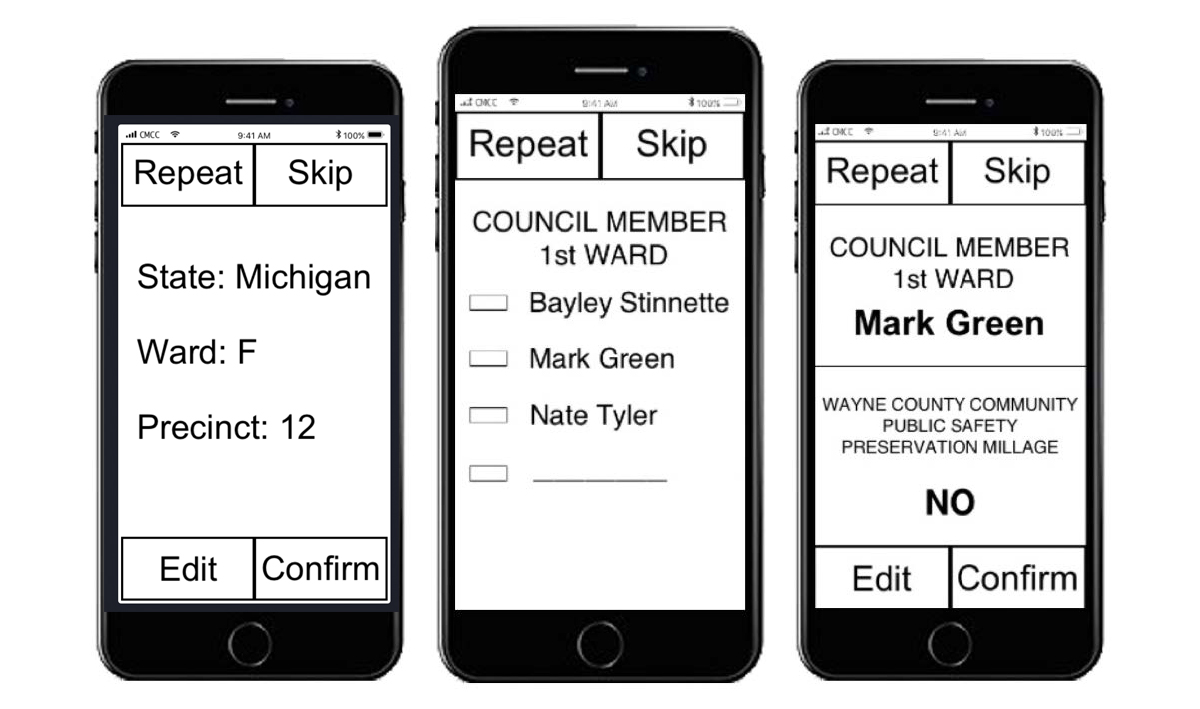 CMCC 9:41 AM 100%
Repeat Skip
State: Michigan
Ward: F
Precinct: 12
Edit Confirm
CMCC 9:41 AM 100%
Repeat Skip
COUNCIL MEMBER
1st WARD
Bayley Stinnette
Mark Green
Nate Tyler
CMCC 9:41 AM 100%
Repeat Skip
COUNCIL MEMBER
1st WARD
Mark Green
WAYNE COUNTY COMMUNITY
PUBLIC SAFETY
PRESERVATION MILLAGE
NO
Edit Confirm